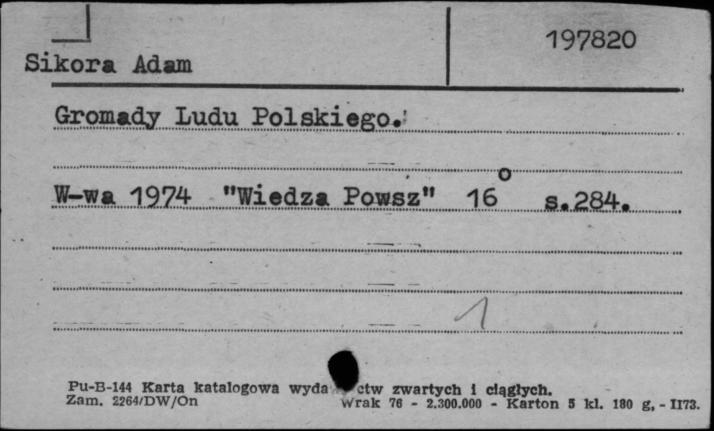 197820
Sikora Adam
Gromady Ludu Polskiego.
W-wa 1974 "Wiedza Powsz" 16° s.284.
1
Pu-B-144 Karta katalogowa wyda ctw zwartych i ciągłych.
Zam. 2264/DW/On Wrak 76 - 2.300.000 - Karton 5 kl. 180 g, - II73.